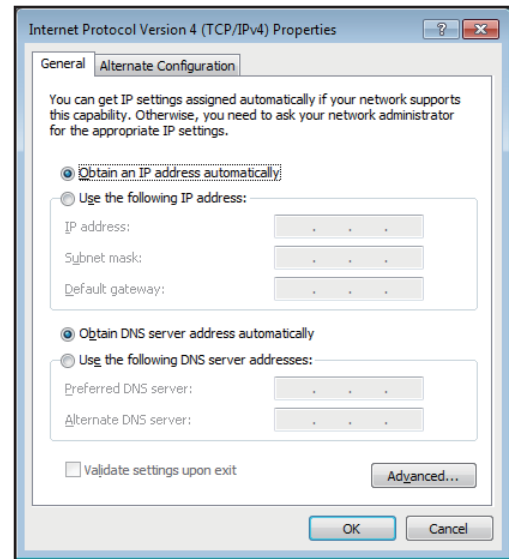 Internet Protocol Version 4 (TCP/IPv4) Properties
General
Alternate Configuration
You can get IP settings assigned automatically if your network supports
this capability. Otherwise, you need to ask your network administrator
for the appropriate IP settings.
Obtain an IP address automatically
Use the following IP address:
IP address:
Subnet mask:
Default gateway:
Obtain DNS server address automatically
Use the following DNS server addresses:
Preferred DNS server:
Alternate DNS server:
Validate settings upon exit
Advanced...
OK
Cancel